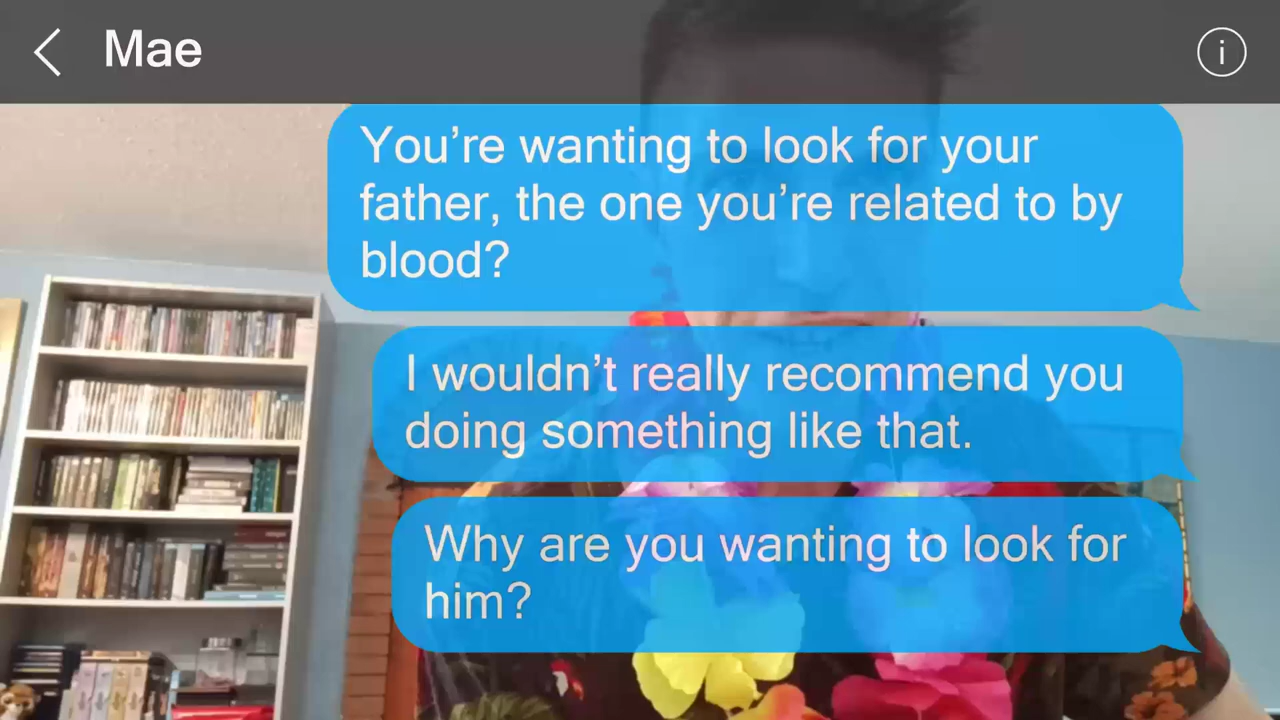 Mae
You’re wanting to look for your
father, the one you’re related to by
blood?
I wouldn’t really recommend you
doing something like that.
Why are you wanting to look for
him?